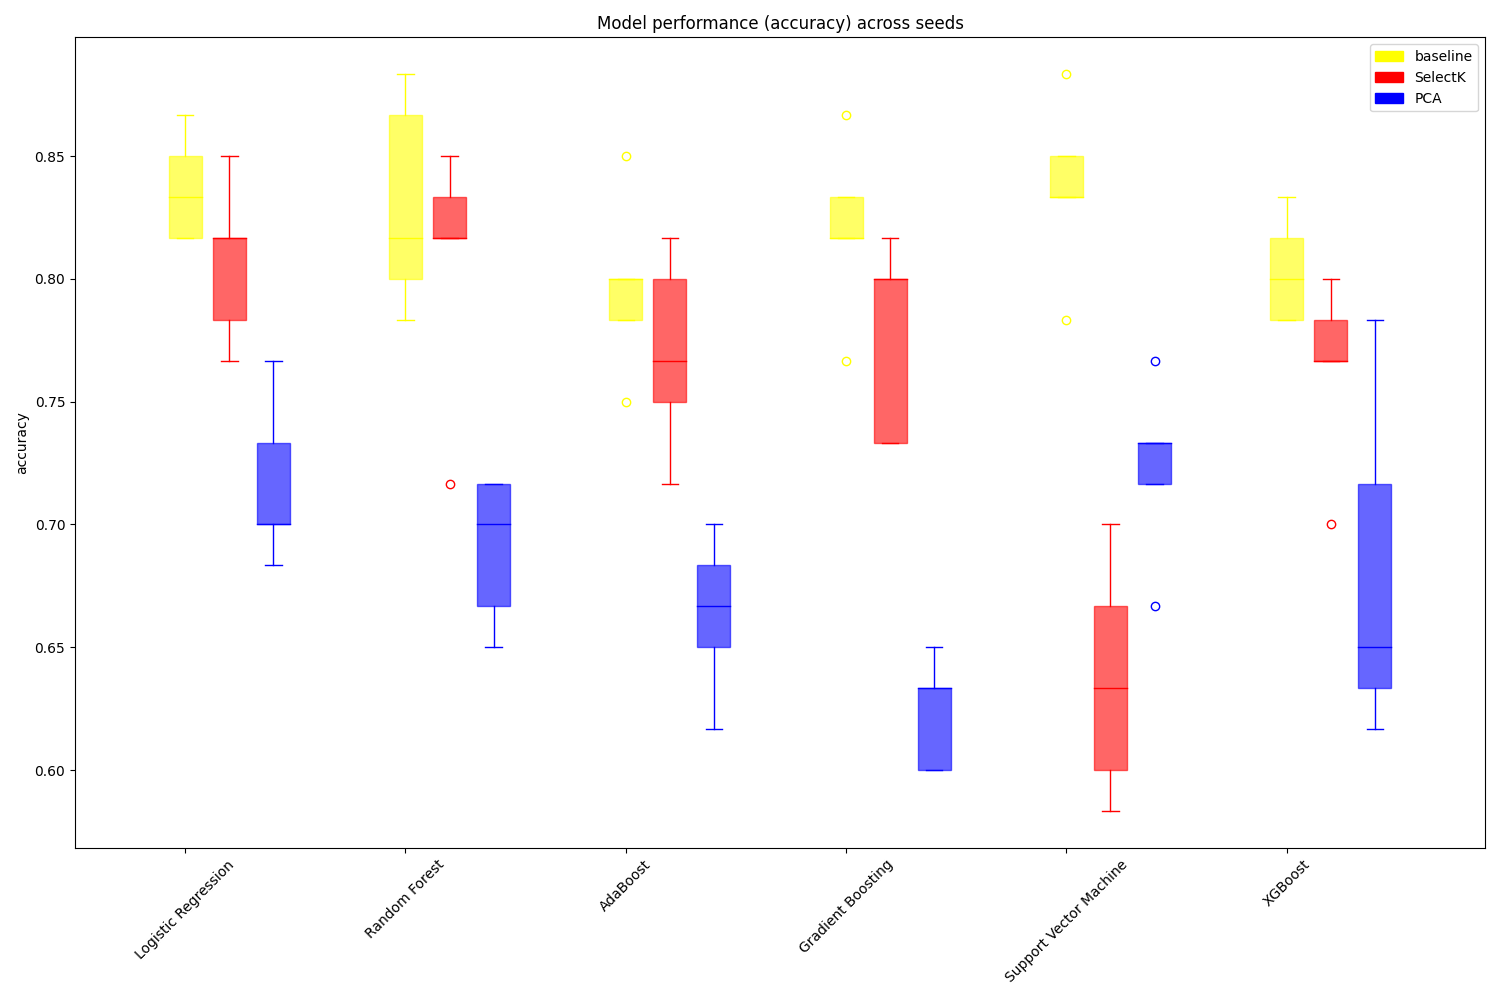 Model performance (accuracy) across seeds
baseline
SelectK
PCA
accuracy
0.85
0.80
0.75
0.70
0.65
0.60
Logistic Regression
Random Forest
AdaBoost
Gradient Boosting
Support Vector Machine
XGBoost